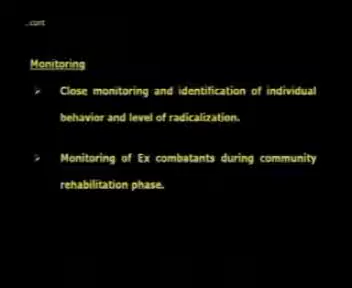 ..cont
Monitoring
➢ Close monitoring and identification of individual
behavior and level of radicalization.
➢ Monitoring of Ex combatants during community
rehabilitation phase.